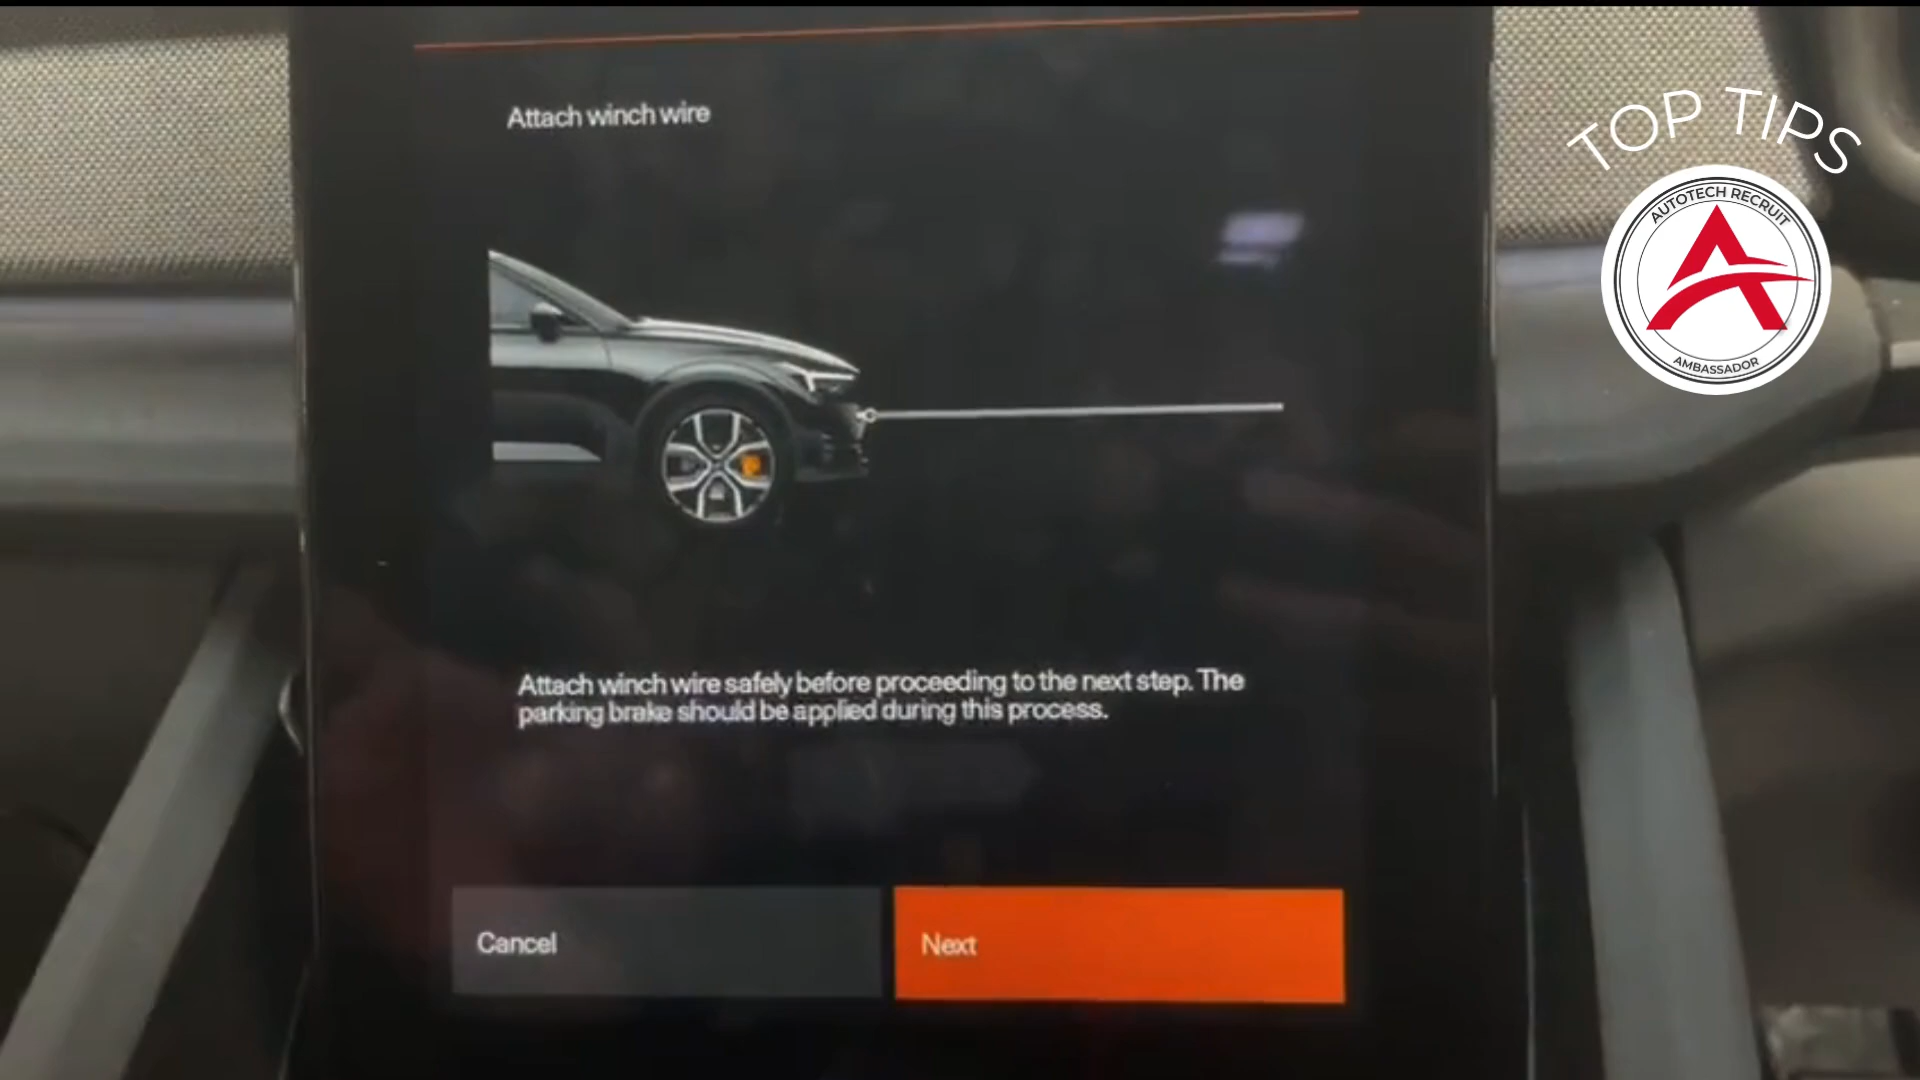 Attach winch wire
TOP TIPS
AUTOTECH RECRUIT
AMBASSADOR
Attach winch wire safely before proceeding to the next step. The
parking brake should be applied during this process.
Cancel
Next